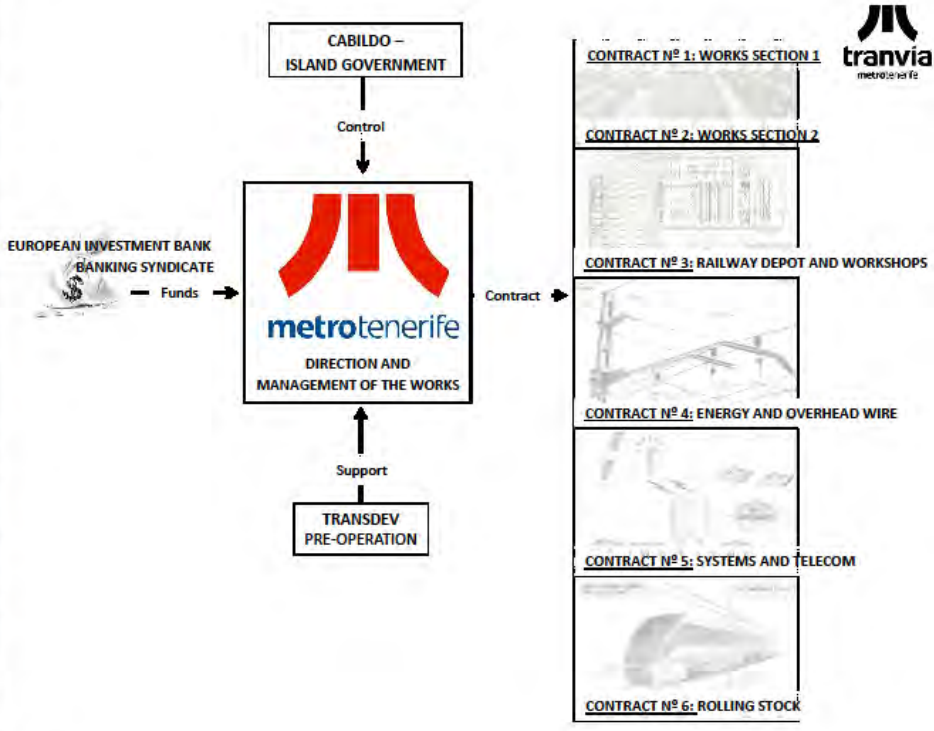 CABILDO –
ISLAND GOVERNMENT
Control
EUROPEAN INVESTMENT BANK
BANKING SYNDICATE
Funds
metrotenerife
DIRECTION AND
MANAGEMENT OF THE WORKS
Contract
Support
TRANSDEV
PRE-OPERATION
CONTRACT Nº 1: WORKS SECTION 1
CONTRACT Nº 2: WORKS SECTION 2
CONTRACT Nº 3: RAILWAY DEPOT AND WORKSHOPS
CONTRACT Nº 4: ENERGY AND OVERHEAD WIRE
CONTRACT Nº 5: SYSTEMS AND TELECOM
CONTRACT Nº 6: ROLLING STOCK
tranvía
metrotenerife